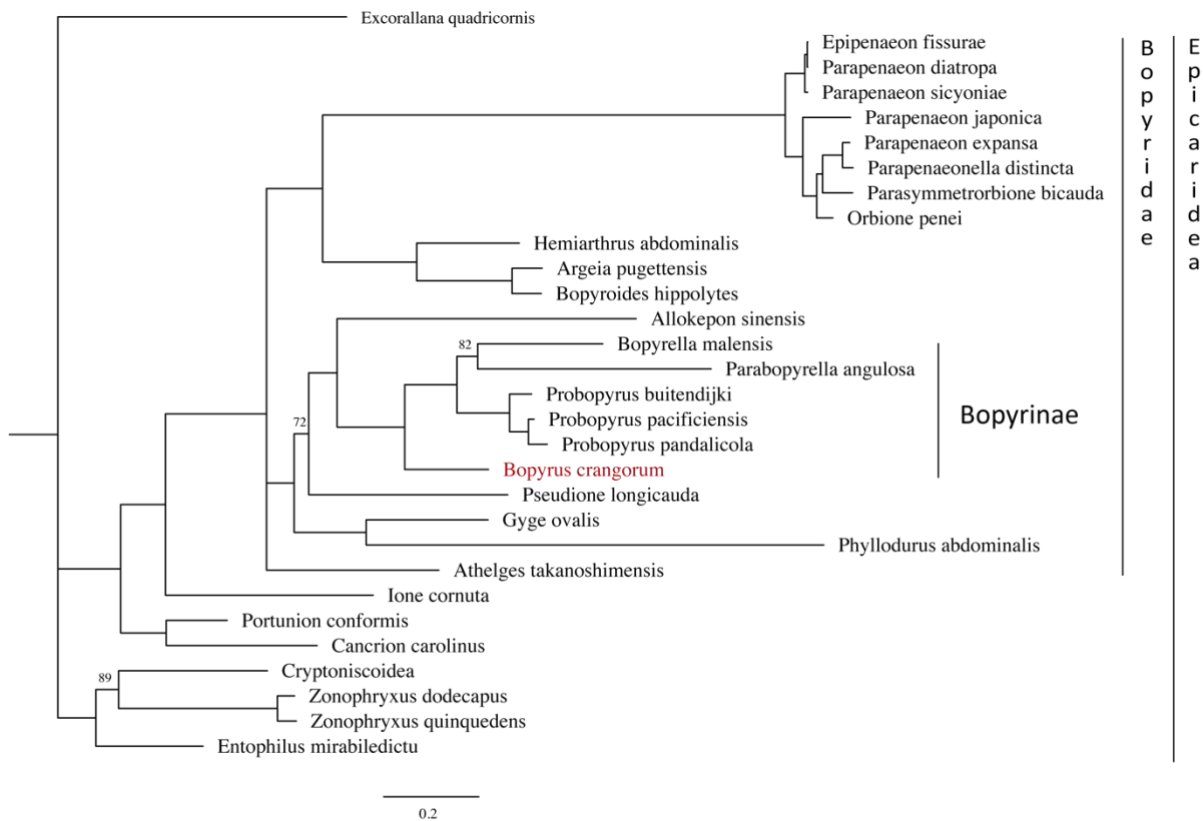 Excorallana quadricornis
Epipenaeon fissurae
Parapenaeon diatropa
Parapenaeon sicyoniae
Parapenaeon japonica
Parapenaeon expansa
Parapenaeonella distincta
Parasymmetrorbione bicauda
Orbione penei
Hemiarthrus abdominalis
Argeia pugettensis
Bopyroides hippolytes
Allokepon sinensis
82
Bopyrella malensis
Parabopyrella angulosa
Probopyrus buitendijki
Probopyrus pacificiensis
Probopyrus pandalicola
72
Bopyrus crangorum
Pseudione longicauda
Gyge ovalis
Phyllodurus abdominalis
Athelges takanoshimensis
Ione cornuta
Portunion conformis
Cancrion carolinus
89
Cryptoniscoidea
Zonophryxus dodecapus
Zonophryxus quinquedens
Entophilus mirabiledictu
Bopyrinae
Bopyridae
Epicaridea
0.2